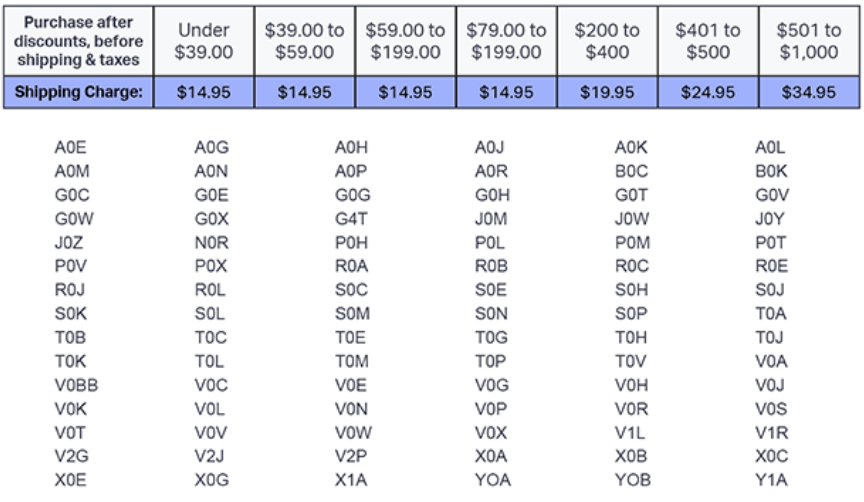 Purchase after discounts, before shipping & taxes Under $39.00 $39.00 to $59.00 $59.00 to $199.00 $79.00 to $199.00 $200 to $400 $401 to $500 $501 to $1,000
Shipping Charge: $14.95 $14.95 $14.95 $14.95 $19.95 $24.95 $34.95
A0E A0G A0H A0J A0K A0L
A0M A0N A0P A0R B0C B0K
G0C G0E G0G G0H G0T G0V
G0W G0X G4T J0M J0W J0Y
J0Z N0R P0H P0L P0M P0T
P0V P0X R0A R0B R0C R0E
R0J R0L S0C S0E S0H S0J
S0K S0L S0M S0N S0P T0A
T0B T0C T0E T0G T0H T0J
T0K T0L T0M T0P T0V V0A
V0BB V0C V0E V0G V0H V0J
V0K V0L V0N V0P V0R V0S
V0T V0V V0W V0X V1L V1R
V2G V2J V2P X0A X0B X0C
X0E X0G X1A YOA YOB Y1A